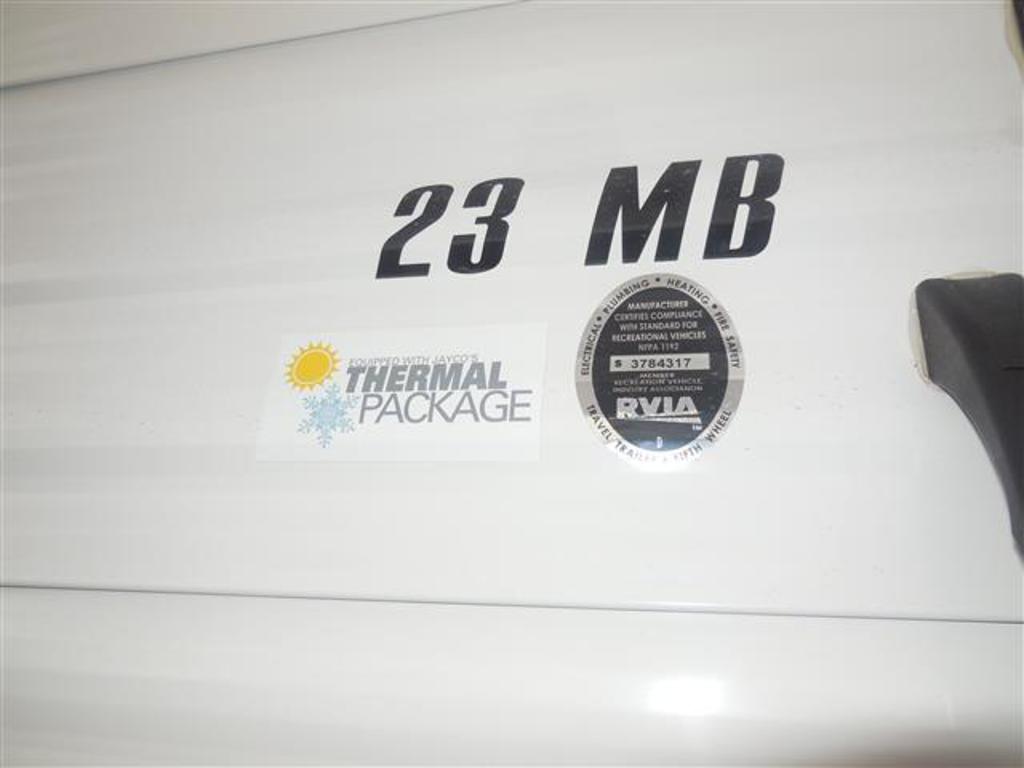 23 MB
EQUIPPED WITH JAYCO'S
THERMAL
PACKAGE
ELECTRICAL • PLUMBING • HEATING • FIRE SAFETY
MANUFACTURER
CERTIFIES COMPLIANCE
WITH STANDARD FOR
RECREATIONAL VEHICLES
NFPA 1192
S 3784317
MEMBER
RECREATION VEHICLE
INDUSTRY ASSOCIATION
RVIA
TM
D
TRAVEL TRAILER • FIFTH WHEEL